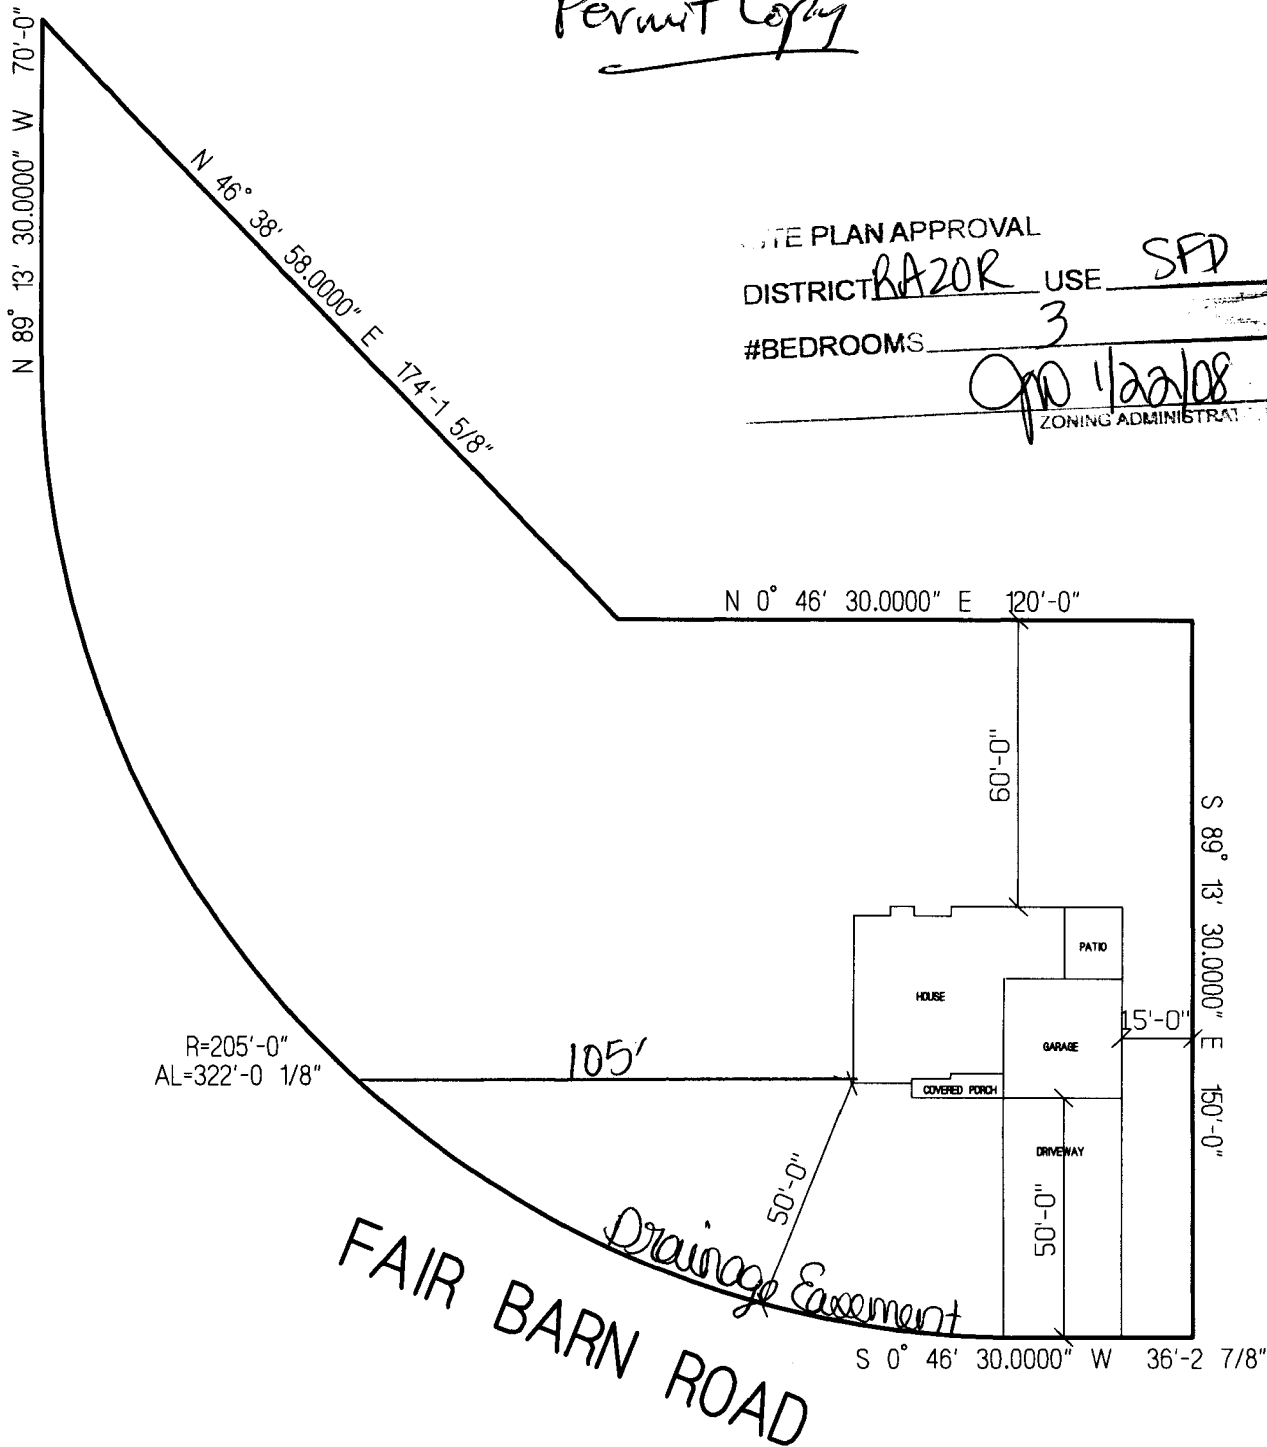 Permit Copy
N 89° 13' 30.0000" W 70'-0"
N 46° 38' 58.0000" E 174'-1 5/8"
PLAN APPROVAL
DISTRICT RA20R USE SFD
#BEDROOMS 3
1/22/08
ZONING
N 0° 46' 30.0000" E 120'-0"
60'-0"
S 89° 13' 30.0000" E 150'-0"
PATIO
HOUSE
15'-0"
GARAGE
R=205'-0"
AL=322'-0 1/8"
105'
COVERED PORCH
DRIVEWAY
50'-0"
50'-0"
Drainage Easement
FAIR BARN ROAD
S 0° 46' 30.0000" W 36'-2 7/8"